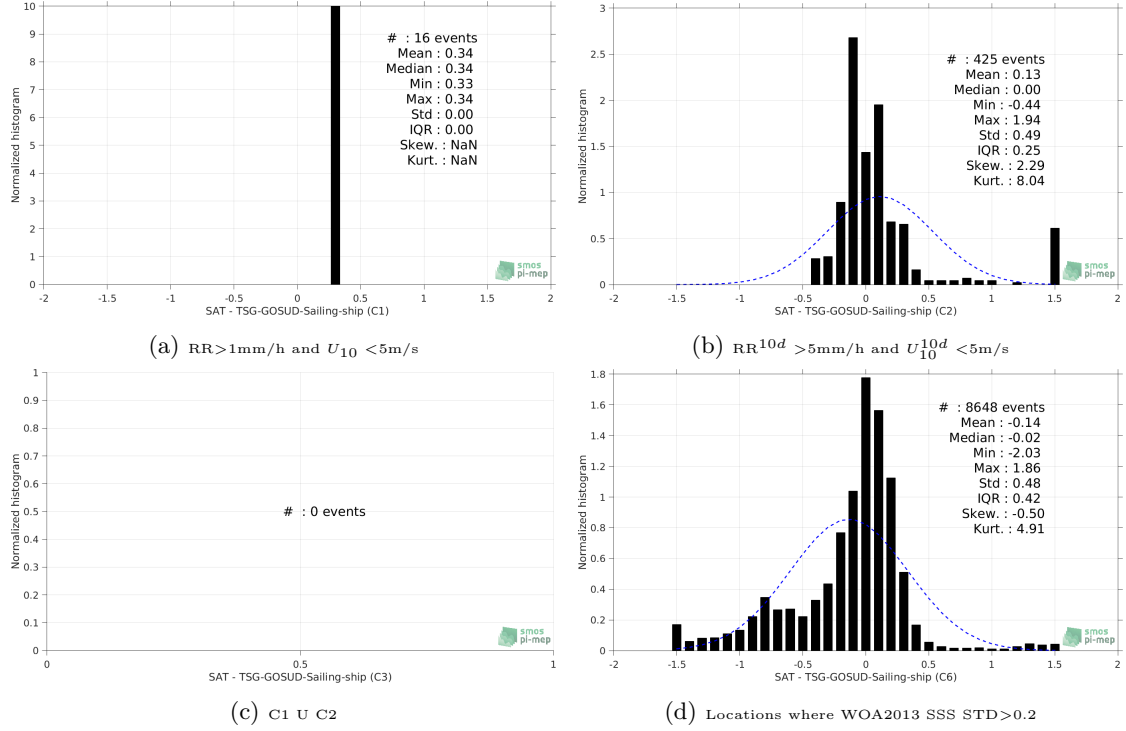 10
9
8
7
6
5
4
3
2
1
0
Normalized histogram
# : 16 events
Mean : 0.34
Median : 0.34
Min : 0.33
Max : 0.34
Std : 0.00
IQR : 0.00
Skew. : NaN
Kurt. : NaN
smos
pi-mep
-2 -1.5 -1 -0.5 0 0.5 1 1.5 2
SAT - TSG-GOSUD-Sailing-ship (C1)
(a) RR>1mm/h and U10 <5m/s
3
2.5
2
1.5
1
0.5
0
Normalized histogram
# : 425 events
Mean : 0.13
Median : 0.00
Min : -0.44
Max : 1.94
Std : 0.49
IQR : 0.25
Skew. : 2.29
Kurt. : 8.04
smos
pi-mep
-2 -1.5 -1 -0.5 0 0.5 1 1.5 2
SAT - TSG-GOSUD-Sailing-ship (C2)
(b) RR^10d >5mm/h and U10^10d <5m/s
1
0.9
0.8
0.7
0.6
0.5
0.4
0.3
0.2
0.1
0
Normalized histogram
# : 0 events
smos
pi-mep
0 0.5 1
SAT - TSG-GOSUD-Sailing-ship (C3)
(c) C1 U C2
1.8
1.6
1.4
1.2
1
0.8
0.6
0.4
0.2
0
Normalized histogram
# : 8648 events
Mean : -0.14
Median : -0.02
Min : -2.03
Max : 1.86
Std : 0.48
IQR : 0.42
Skew. : -0.50
Kurt. : 4.91
smos
pi-mep
-2 -1.5 -1 -0.5 0 0.5 1 1.5 2
SAT - TSG-GOSUD-Sailing-ship (C6)
(d) Locations where WOA2013 SSS STD>0.2